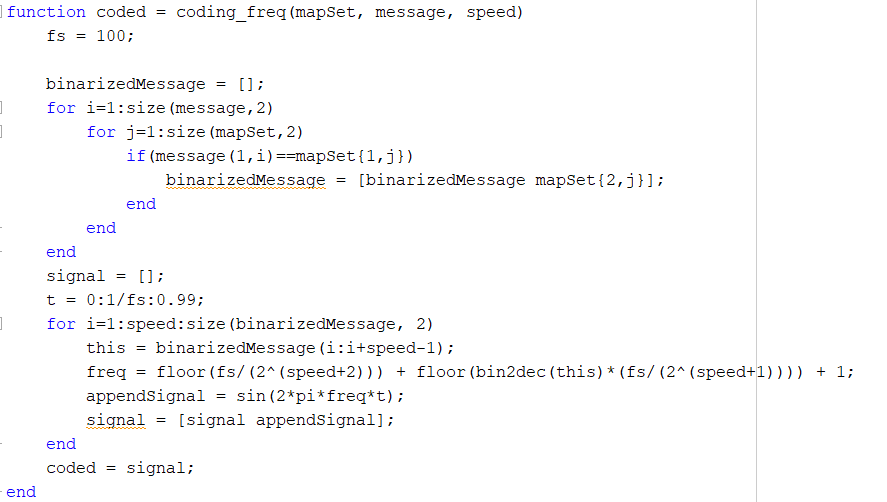 function coded = coding_freq(mapSet, message, speed)
    fs = 100;

    binarizedMessage = [];
    for i=1:size(message,2)
        for j=1:size(mapSet,2)
            if(message(1,i)==mapSet{1,j})
                binarizedMessage = [binarizedMessage mapSet{2,j}];
            end
        end
    end
    signal = [];
    t = 0:1/fs:0.99;
    for i=1:speed:size(binarizedMessage, 2)
        this = binarizedMessage(i:i+speed-1);
        freq = floor(fs/(2^(speed+2))) + floor(bin2dec(this)*(fs/(2^(speed+1)))) + 1;
        appendSignal = sin(2*pi*freq*t);
        signal = [signal appendSignal];
    end
    coded = signal;
end